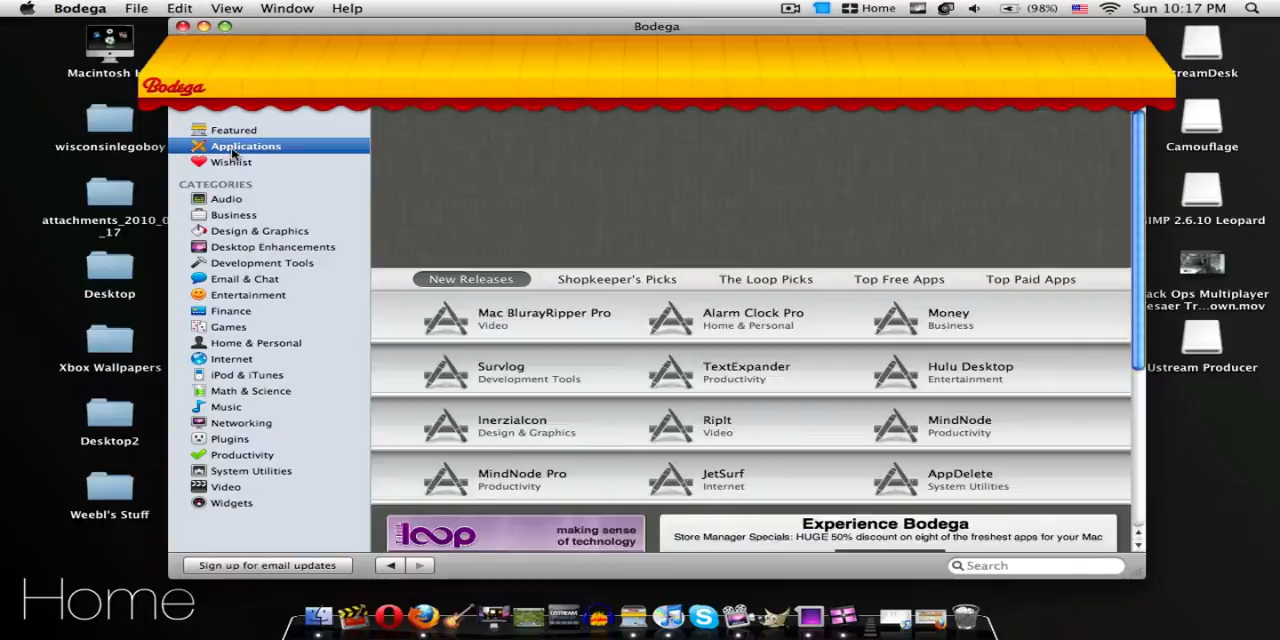 Bodega File Edit View Window Help Home (98%) Sun 10:17 PM
Bodega
Bodega
Macintosh
wisconsinlegoboy
attachments_2010_0
_17
Desktop
Xbox Wallpapers
Desktop2
Weebl's Stuff
Home
Featured
Applications
Wishlist
CATEGORIES
Audio
Business
Design & Graphics
Desktop Enhancements
Development Tools
Email & Chat
Entertainment
Finance
Games
Home & Personal
Internet
iPod & iTunes
Math & Science
Music
Networking
Plugins
Productivity
System Utilities
Video
Widgets
Sign up for email updates
New Releases Shopkeeper's Picks The Loop Picks Top Free Apps Top Paid Apps
Mac BlurayRipper Pro
Video
Alarm Clock Pro
Home & Personal
Money
Business
Survlog
Development Tools
TextExpander
Productivity
Hulu Desktop
Entertainment
InerziaIcon
Design & Graphics
RipIt
Video
MindNode
Productivity
MindNode Pro
Productivity
JetSurf
Internet
AppDelete
System Utilities
the loop
making sense
of technology
Experience Bodega
Store Manager Specials: HUGE 50% discount on eight of the freshest apps for your Mac
Search
reamDesk
Camouflage
IMP 2.6.10 Leopard
ack Ops Multiplayer
esaer Tr...own.mov
Ustream Producer
USTREAM